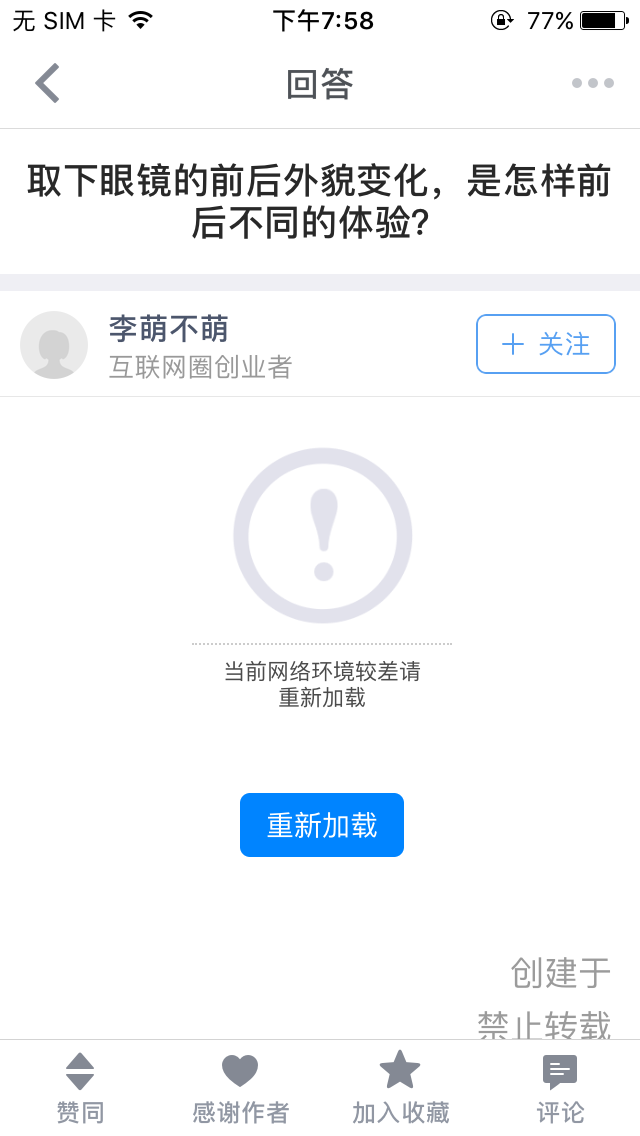 无 SIM 卡 下午7:58 77%
回答
取下眼镜的前后外貌变化，是怎样前
后不同的体验?
李萌不萌
互联网圈创业者
关注
当前网络环境较差请
重新加载
重新加载
创建于
禁止转载
赞同 感谢作者 加入收藏 评论